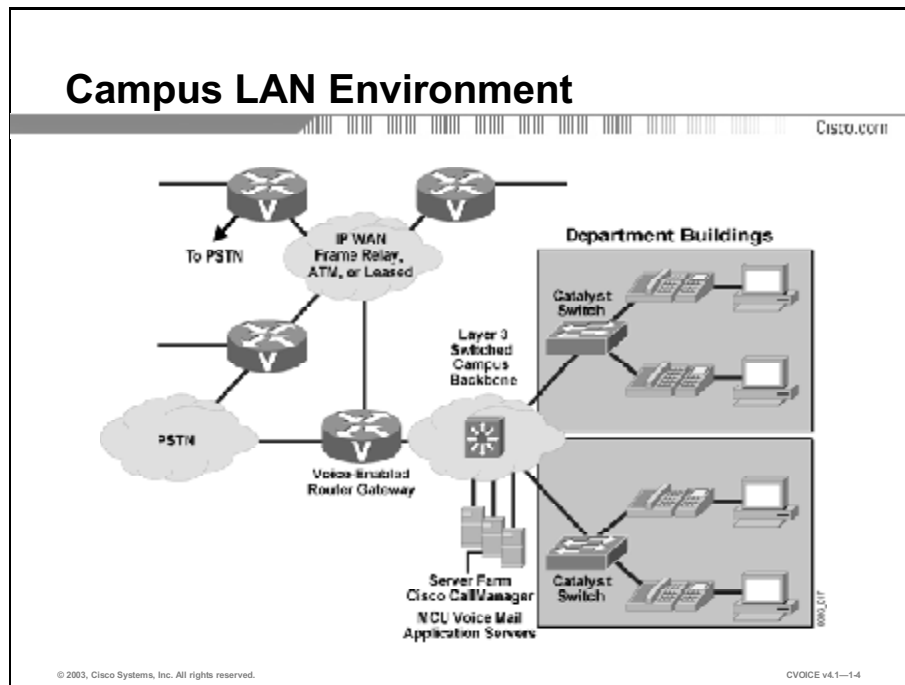 Campus LAN Environment
Cisco.com
To PSTN
IP WAN
Frame Relay,
ATM, or Leased
Department Buildings
Catalyst
Switch
Layer 3
Switched
Campus
Backbone
V
V
V
PSTN
V
Voice-Enabled
Router Gateway
Server Farm
Cisco CallManager
MCU Voice Mail
Application Servers
Catalyst
Switch
© 2003, Cisco Systems, Inc. All rights reserved.
CVOICE v4.1—1-4